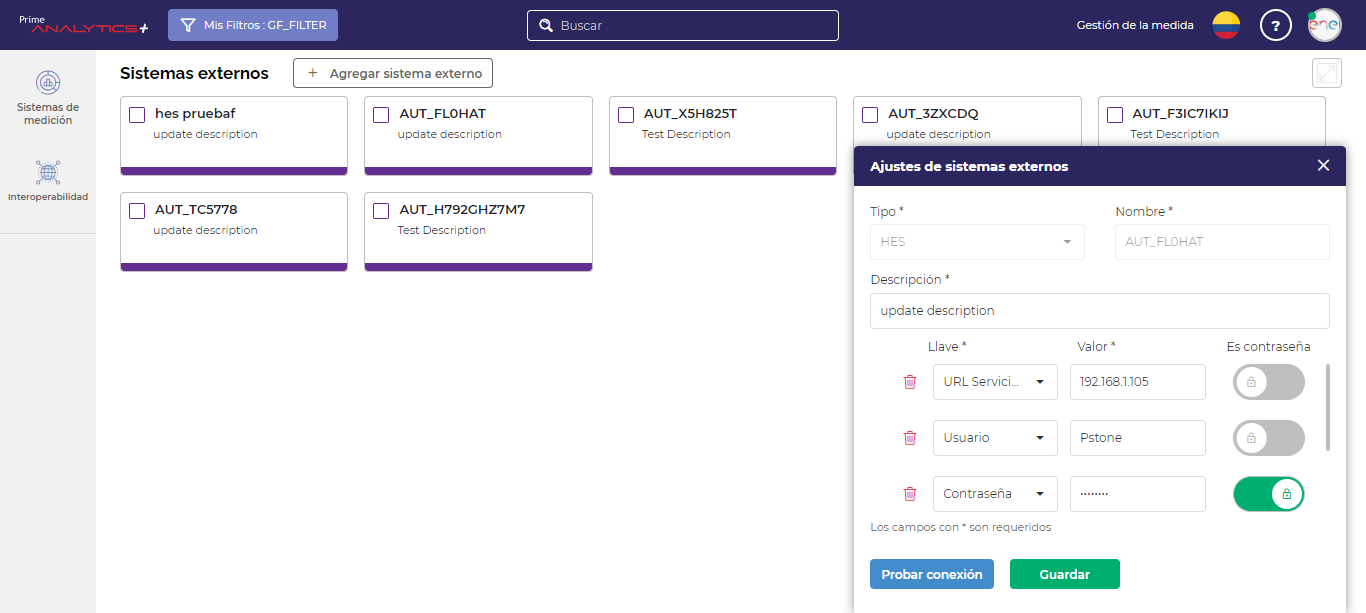 Prime
ANALYTICS+
Mis Filtros : GF_FILTER
Buscar
Gestión de la medida
?
ene
Sistemas de
medición
Interoperabilidad
Sistemas externos
+ Agregar sistema externo
hes pruebaf
update description
AUT_FL0HAT
update description
AUT_X5H825T
Test Description
AUT_3ZXCDQ
update description
AUT_F3IC7IKIJ
Test Description
AUT_TC5778
update description
AUT_H792GHZ7M7
Test Description
Ajustes de sistemas externos
Tipo *
Nombre *
HES
AUT_FL0HAT
Descripción *
update description
Llave *
Valor *
Es contraseña
URL Servici...
192.168.1.105
Usuario
Pstone
Contraseña
••••••••
Los campos con * son requeridos
Probar conexión
Guardar